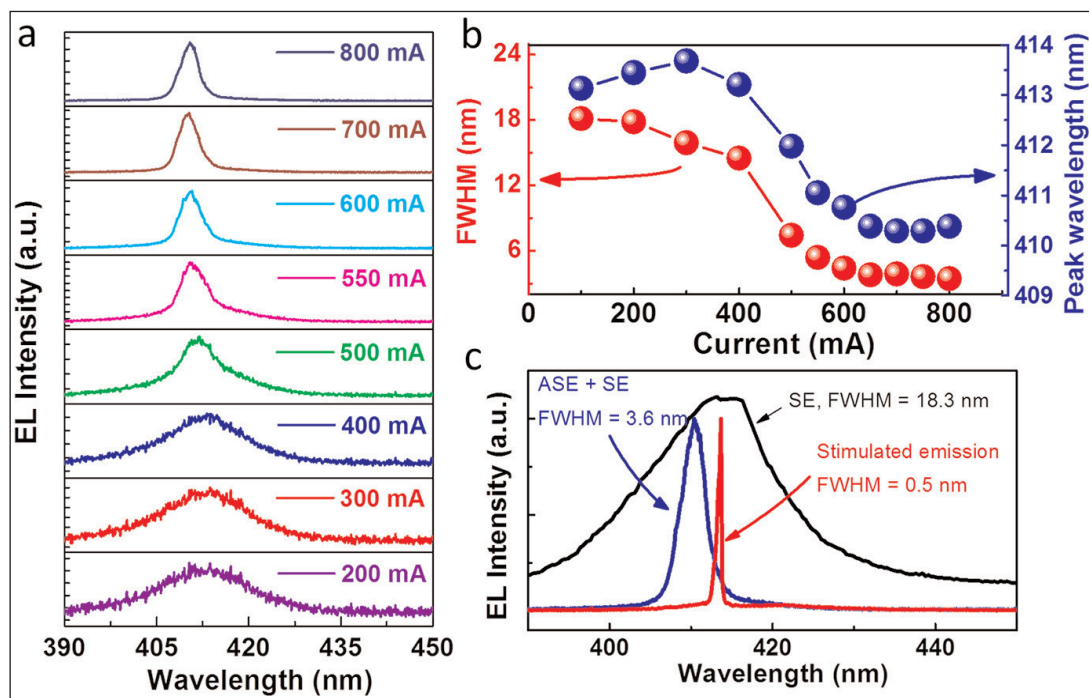 a
800 mA
700 mA
600 mA
550 mA
500 mA
400 mA
300 mA
200 mA
EL Intensity (a.u.)
390 410 430 450
Wavelength (nm)
b
24
18
12
6
FWHM (nm)
414
413
412
411
410
409
Peak wavelength (nm)
0 200 400 600 800
Current (mA)
c
ASE + SE
FWHM = 3.6 nm
SE, FWHM = 18.3 nm
Stimulated emission
FWHM = 0.5 nm
EL Intensity (a.u.)
400 420 440
Wavelength (nm)